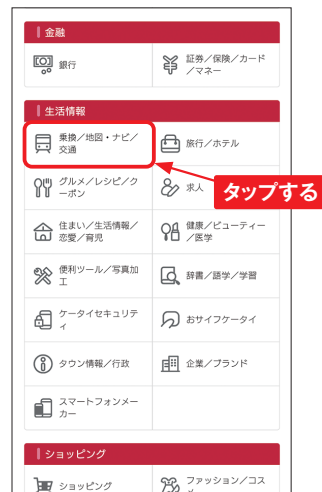 金融
銀行
証券／保険／カード
／マネー
生活情報
乗換／地図・ナビ／
交通
旅行／ホテル
グルメ／レシピ／ク
ーポン
求人
タップする
住まい／生活情報／
恋愛／育児
健康／ビューティー
／医学
便利ツール／写真加
工
辞書／語学／学習
ケータイセキュリテ
ィ
おサイフケータイ
タウン情報／行政
企業／ブランド
スマートフォンメー
カー
ショッピング
ショッピング
ファッション／コス